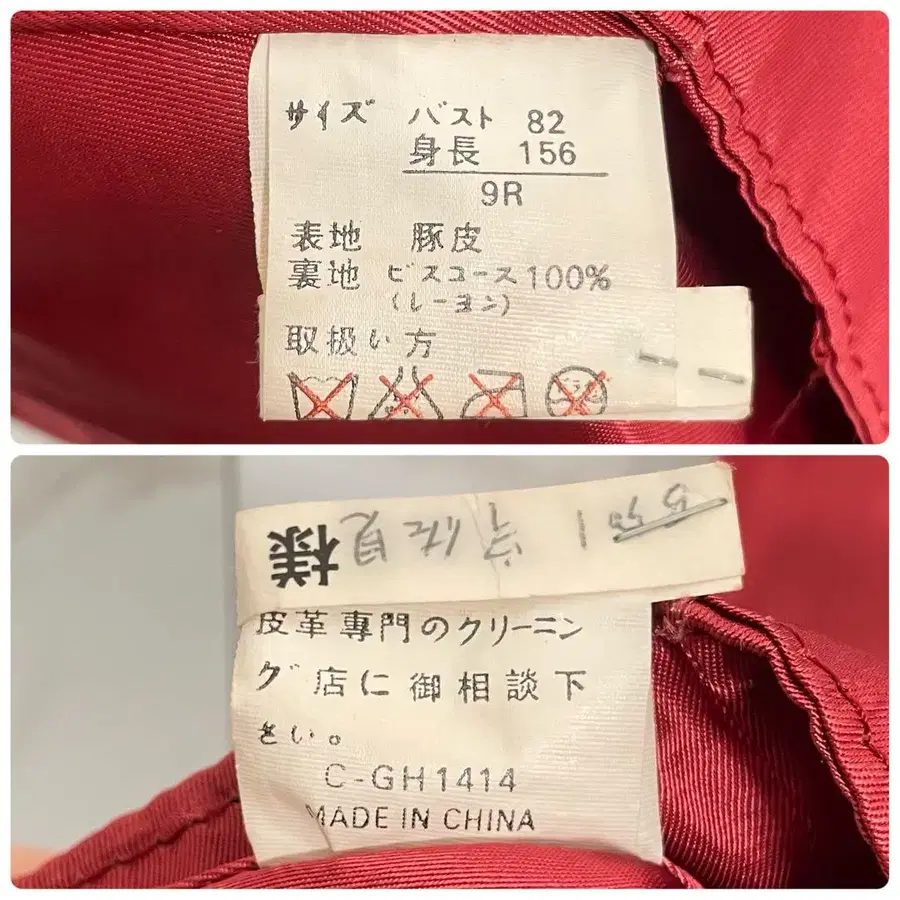 サイズ バスト 82
身長 156
9R
表地 豚皮
裏地 ビスコース100%
(レーヨン)
取扱い方
様
皮革専門のクリーニン
グ店に御相談下
さい。
C-GH1414
MADE IN CHINA